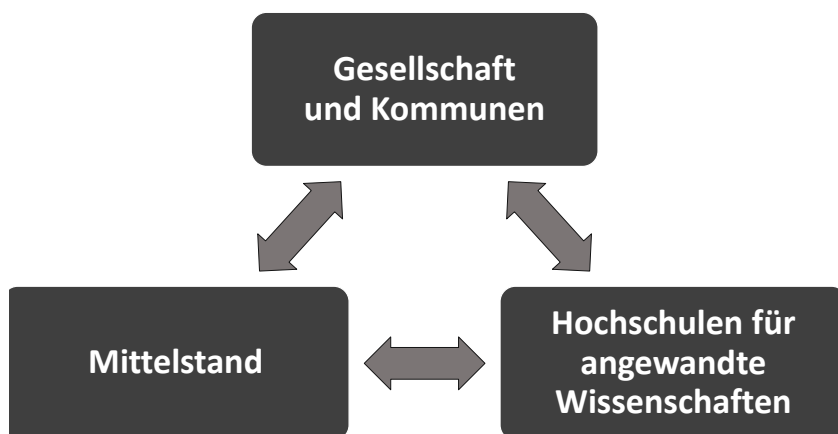 Gesellschaft
und Kommunen
Mittelstand
Hochschulen für
angewandte
Wissenschaften